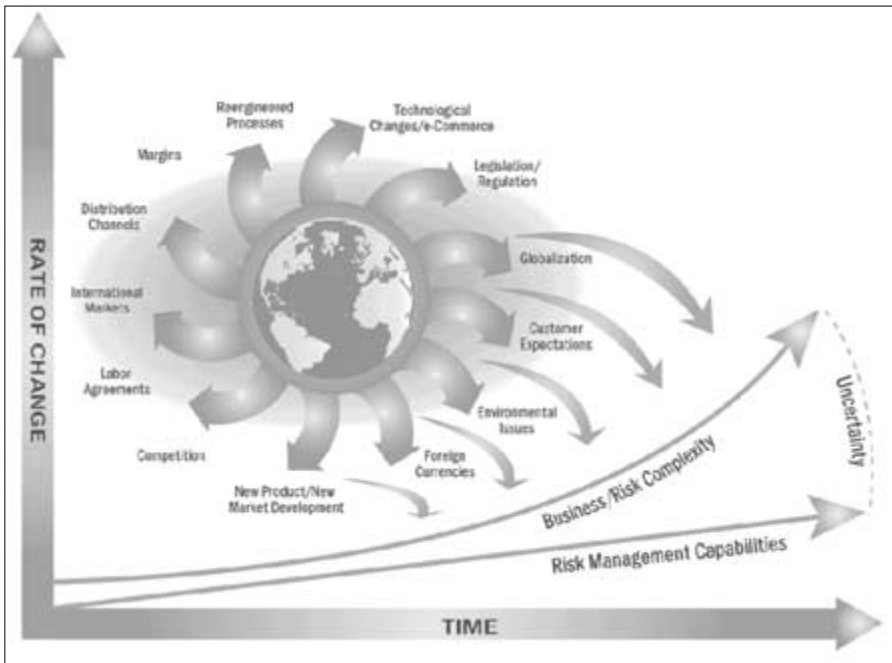 Reengineered
Processes
Technological
Changes/e-Commerce
Margins
Legislation/
Regulation
Distribution
Channels
Globalization
International
Markets
Customer
Expectations
Labor
Agreements
Environmental
Issues
Competition
Foreign
Currencies
New Product/New
Market Development
RATE OF CHANGE
Uncertainty
Business/Risk Complexity
Risk Management Capabilities
TIME